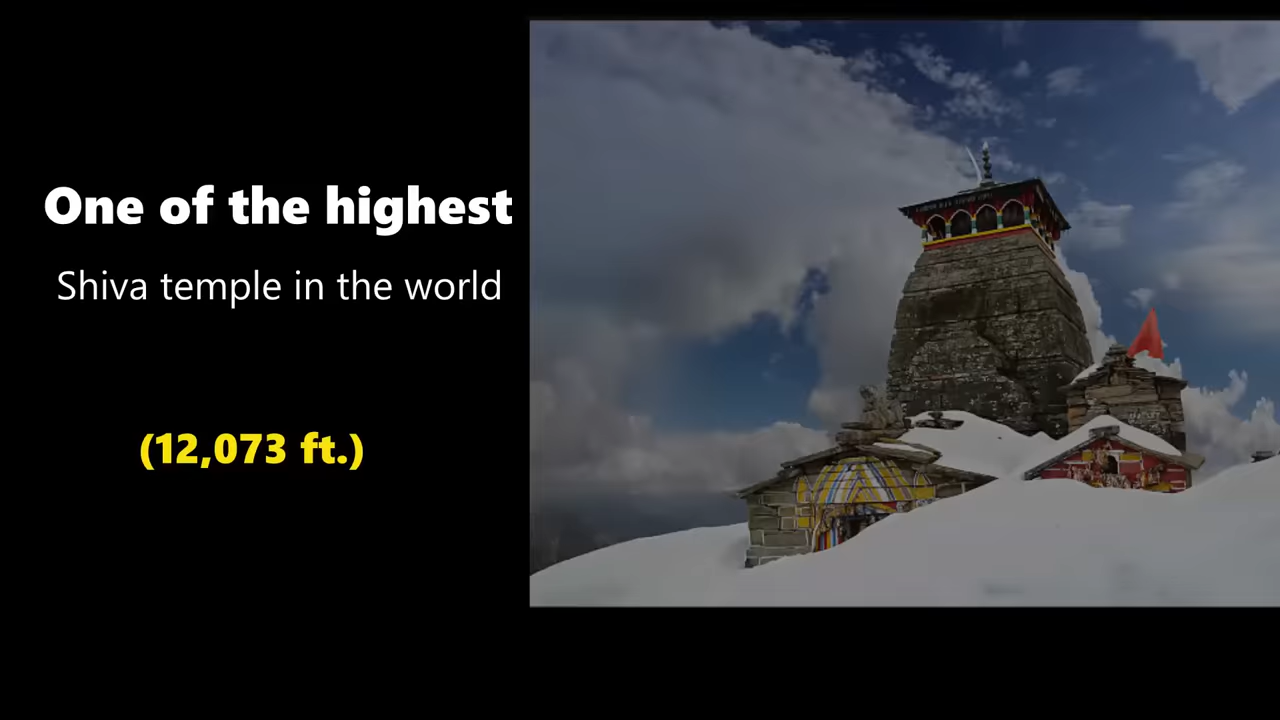 One of the highest
Shiva temple in the world
(12,073 ft.)